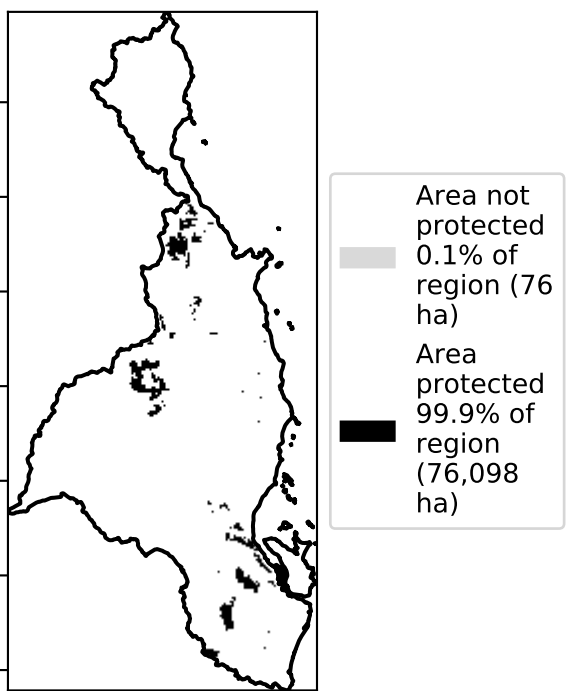 Area not
protected
0.1% of
region (76
ha)
Area
protected
99.9% of
region
(76,098
ha)